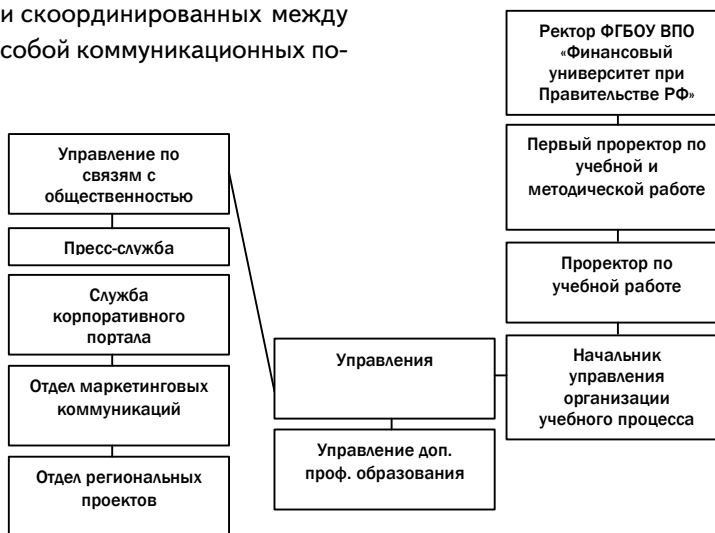 и скоординированных между
собой коммуникационных по-
Ректор ФГБОУ ВПО
«Финансовый
университет при
Правительстве РФ»
Первый проректор по
учебной и
методической работе
Проректор по
учебной работе
Начальник
управления
организации
учебного процесса
Управления
Управление доп.
проф. образования
Управление по
связям с
общественностью
Пресс-служба
Служба
корпоративного
портала
Отдел маркетинговых
коммуникаций
Отдел региональных
проектов